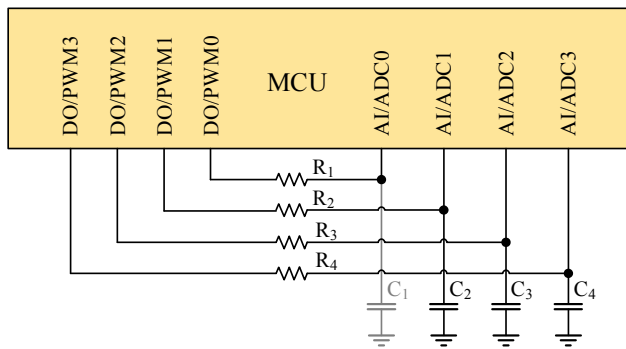 DO/PWM3
DO/PWM2
DO/PWM1
DO/PWM0
MCU
AI/ADC0
AI/ADC1
AI/ADC2
AI/ADC3
R1
R2
R3
R4
C1
C2
C3
C4